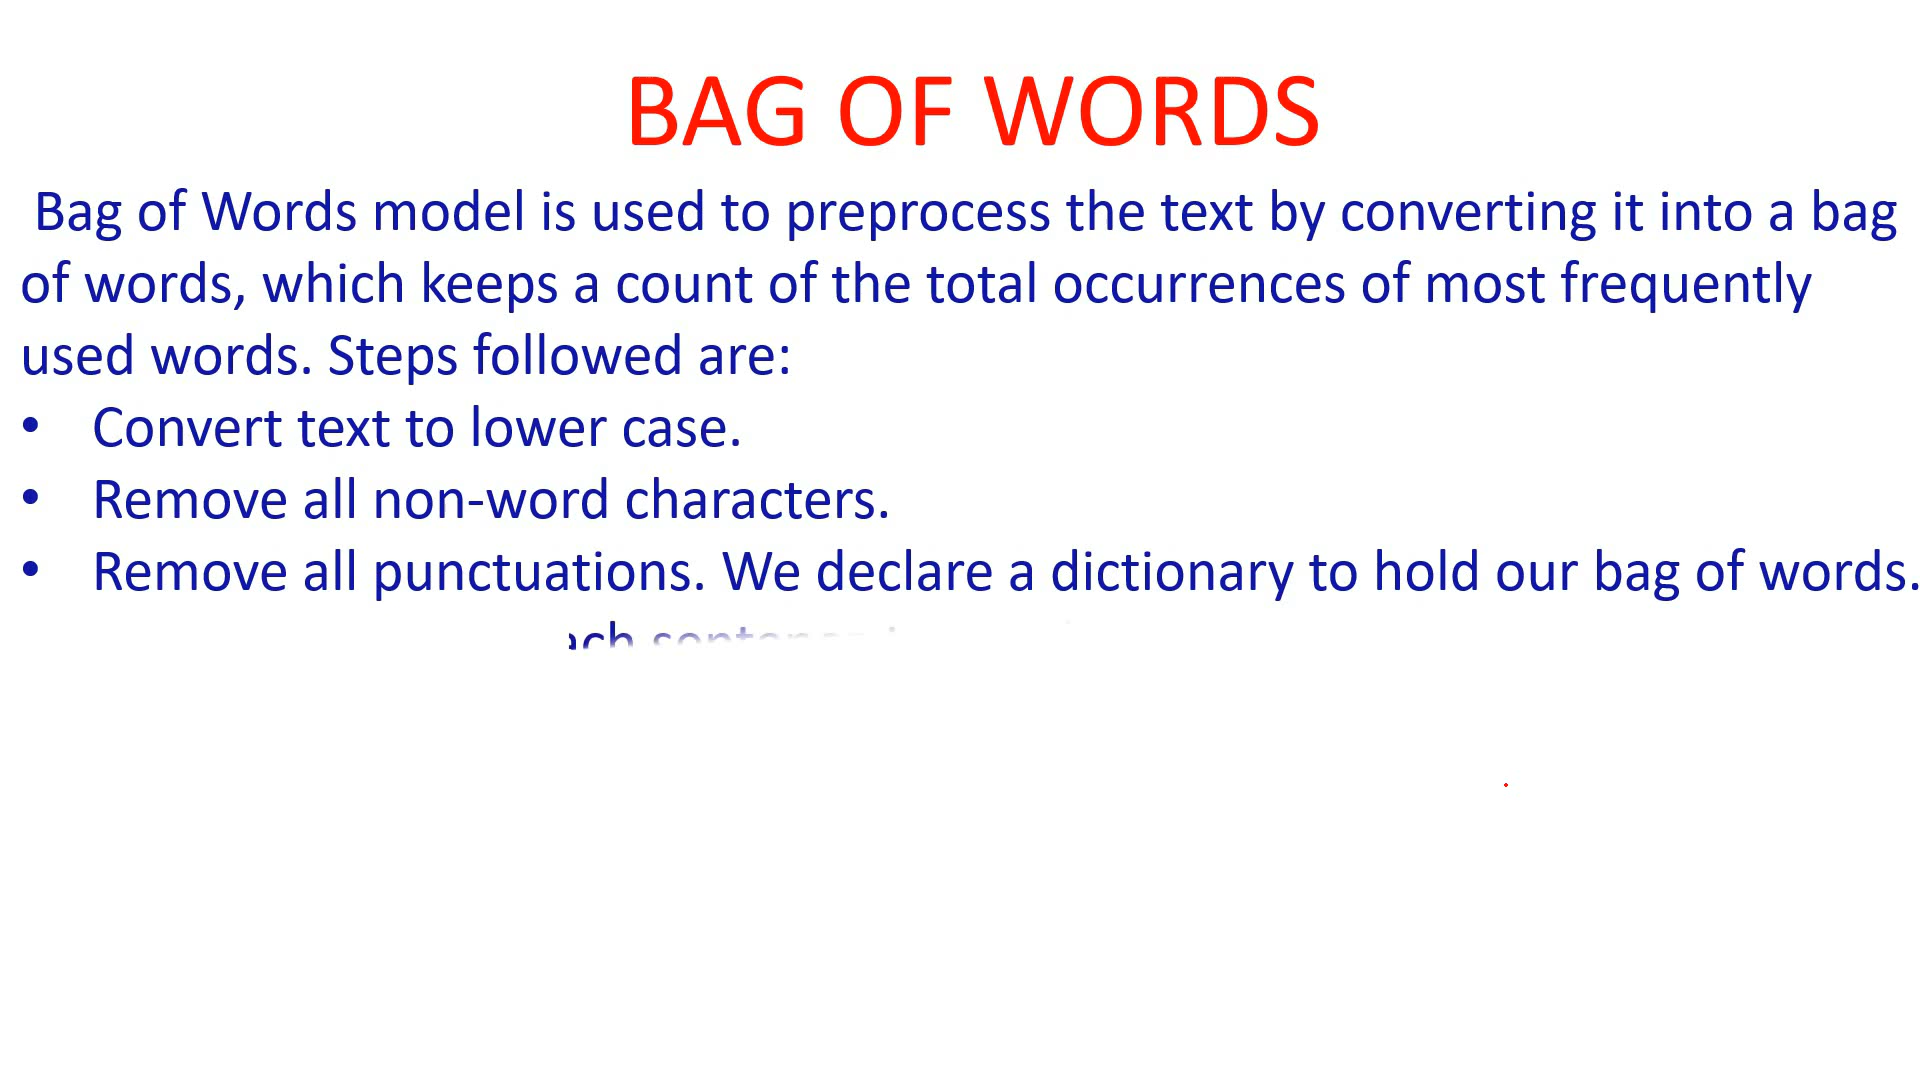 BAG OF WORDS
Bag of Words model is used to preprocess the text by converting it into a bag
of words, which keeps a count of the total occurrences of most frequently
used words. Steps followed are:
• Convert text to lower case.
• Remove all non-word characters.
• Remove all punctuations. We declare a dictionary to hold our bag of words.